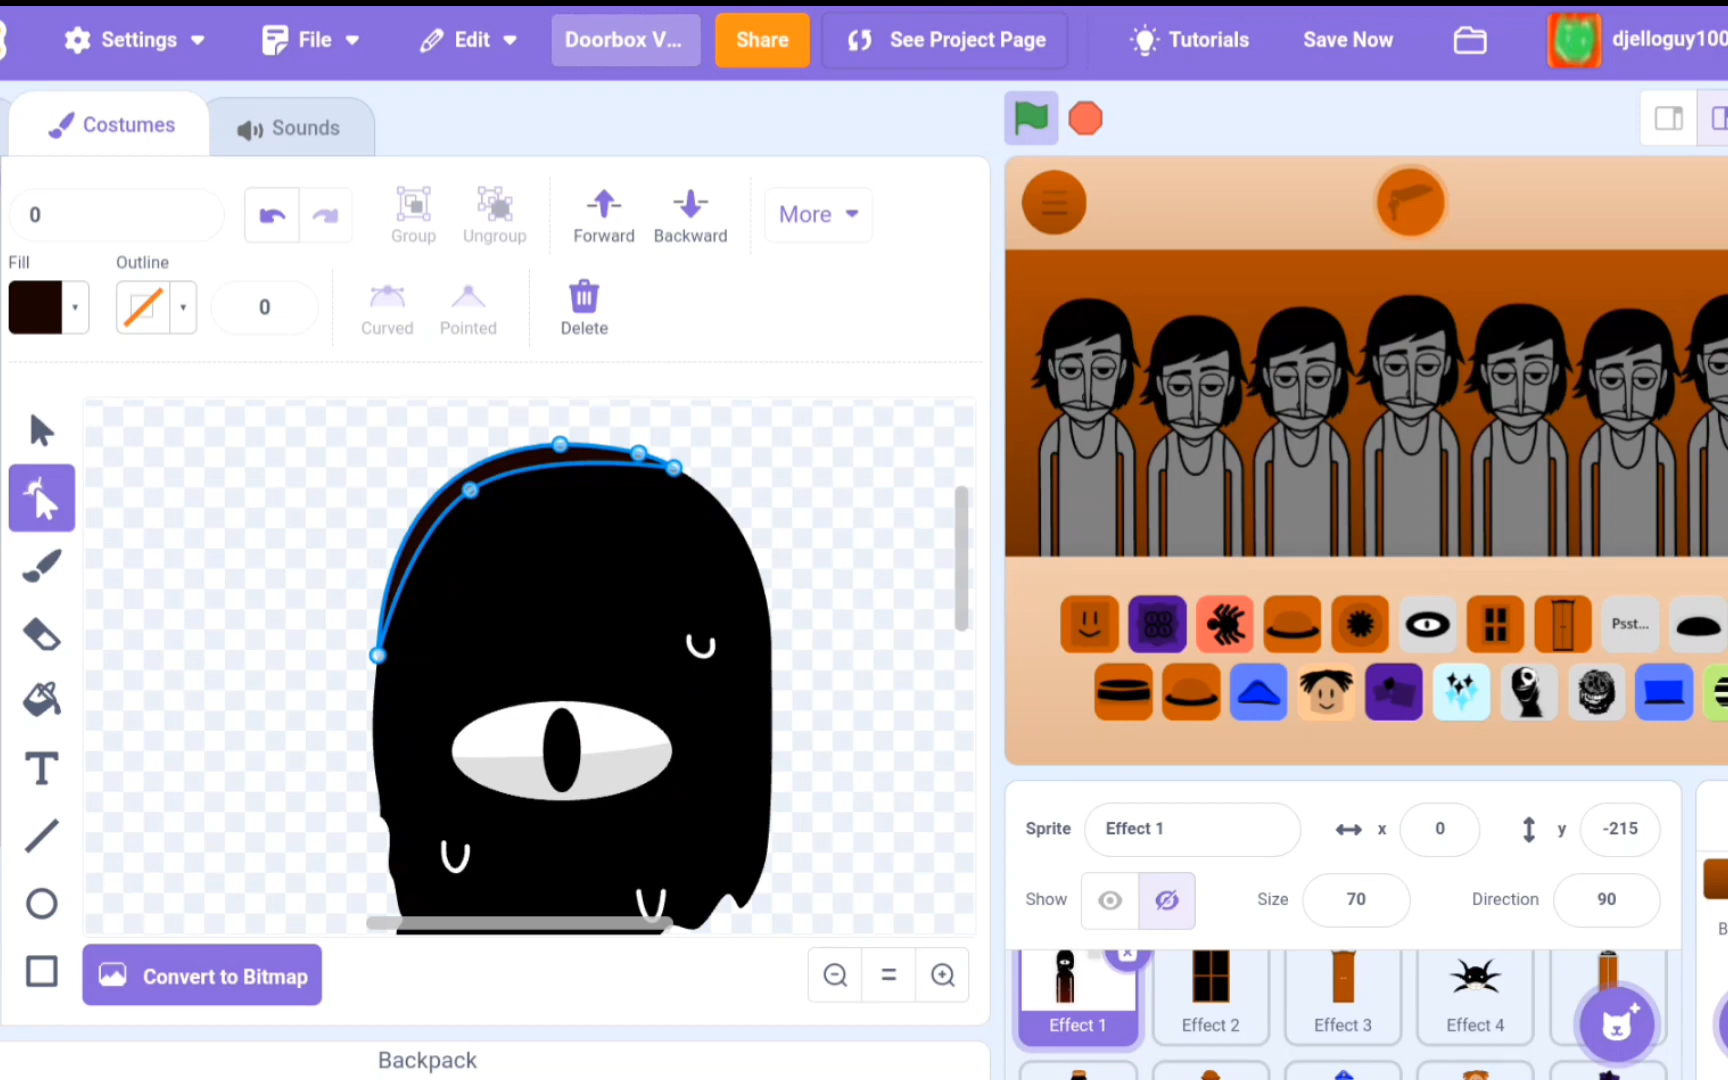 Settings File Edit Doorbox V... Share See Project Page Tutorials Save Now djelloguy100
Costumes Sounds
0 Group Ungroup Forward Backward More
Fill Outline
0 Curved Pointed Delete
Psst...
Sprite Effect 1 x 0 y -215
Show Size 70 Direction 90
Convert to Bitmap
Effect 1 Effect 2 Effect 3 Effect 4
Backpack